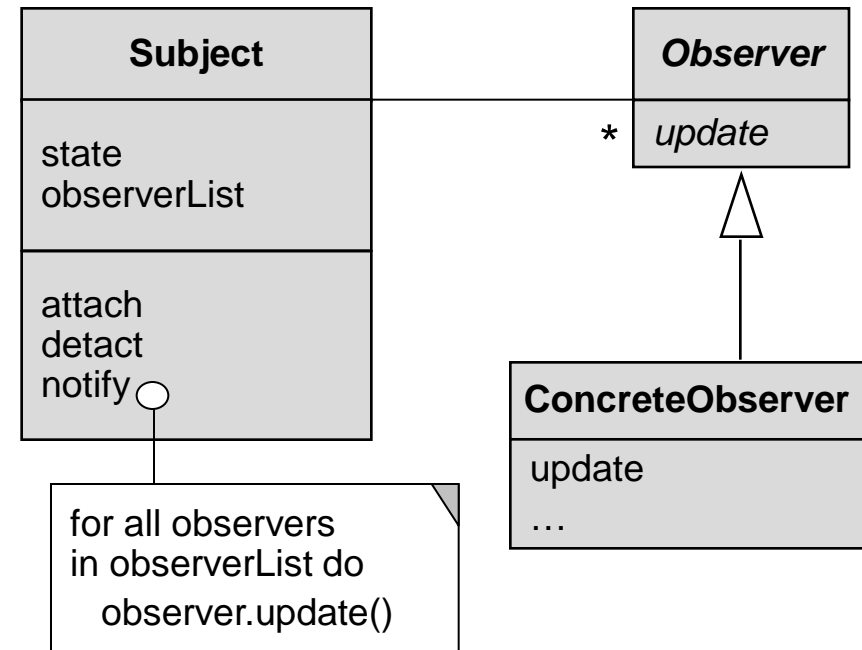 Subject
state
observerList
attach
detact
notify
for all observers
in observerList do
observer.update()
Observer
*
update
ConcreteObserver
update
…